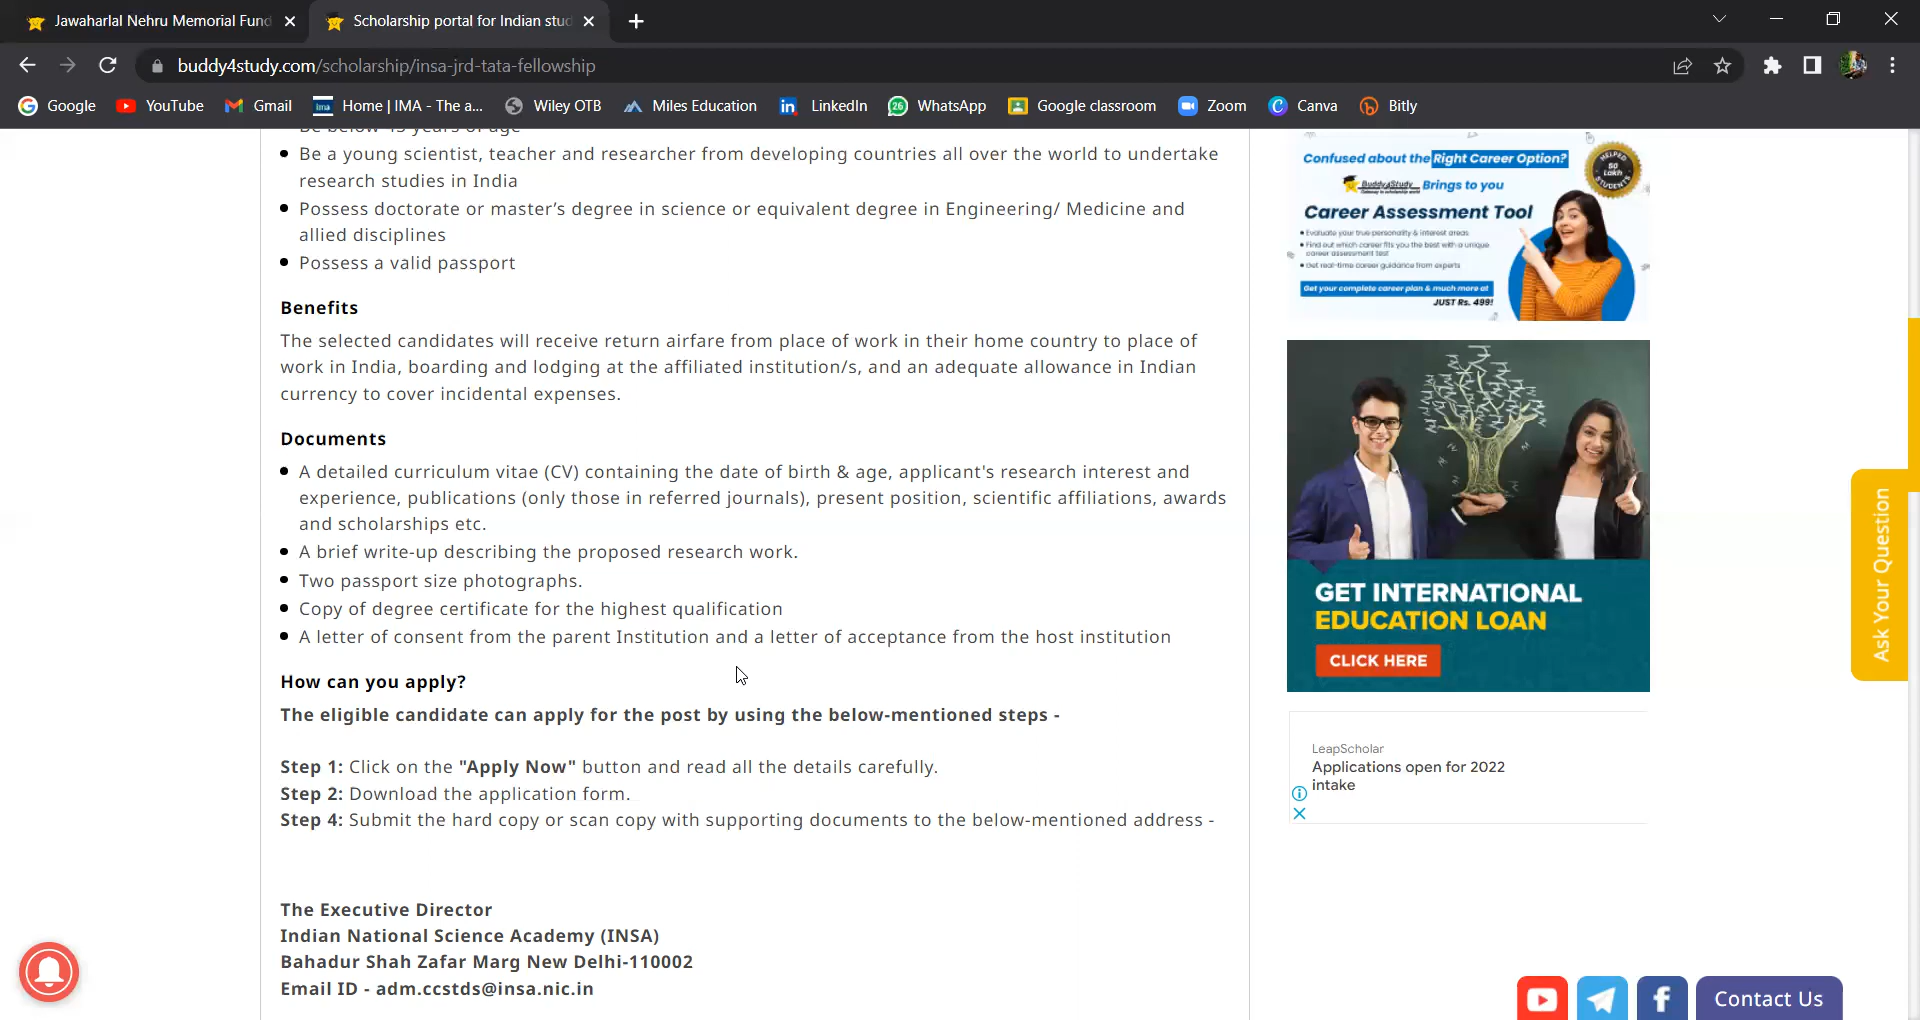 Jawaharlal Nehru Memorial Fund
Scholarship portal for Indian stud
buddy4study.com/scholarship/insa-jrd-tata-fellowship
Google
YouTube
Gmail
Home | IMA - The a...
Wiley OTB
Miles Education
LinkedIn
WhatsApp
Google classroom
Zoom
Canva
Bitly
Be below 45 years of age
Be a young scientist, teacher and researcher from developing countries all over the world to undertake
research studies in India
Possess doctorate or master's degree in science or equivalent degree in Engineering/ Medicine and
allied disciplines
Possess a valid passport
Benefits
The selected candidates will receive return airfare from place of work in their home country to place of
work in India, boarding and lodging at the affiliated institution/s, and an adequate allowance in Indian
currency to cover incidental expenses.
Documents
A detailed curriculum vitae (CV) containing the date of birth & age, applicant's research interest and
experience, publications (only those in referred journals), present position, scientific affiliations, awards
and scholarships etc.
A brief write-up describing the proposed research work.
Two passport size photographs.
Copy of degree certificate for the highest qualification
A letter of consent from the parent Institution and a letter of acceptance from the host institution
How can you apply?
The eligible candidate can apply for the post by using the below-mentioned steps -
Step 1: Click on the "Apply Now" button and read all the details carefully.
Step 2: Download the application form.
Step 4: Submit the hard copy or scan copy with supporting documents to the below-mentioned address -
The Executive Director
Indian National Science Academy (INSA)
Bahadur Shah Zafar Marg New Delhi-110002
Email ID - adm.ccstds@insa.nic.in
Confused about the Right Career Option?
HELPED
50
Lakh
STUDENTS
Buddy4Study Brings to you
Career Assessment Tool
Evaluate your true personality & interest areas
Find out which career fits you the best with a unique
career assessment test
Get real-time career guidance from experts
Get your complete career plan & much more at
JUST Rs. 499!
GET INTERNATIONAL
EDUCATION LOAN
CLICK HERE
LeapScholar
Applications open for 2022
intake
Ask Your Question
Contact Us